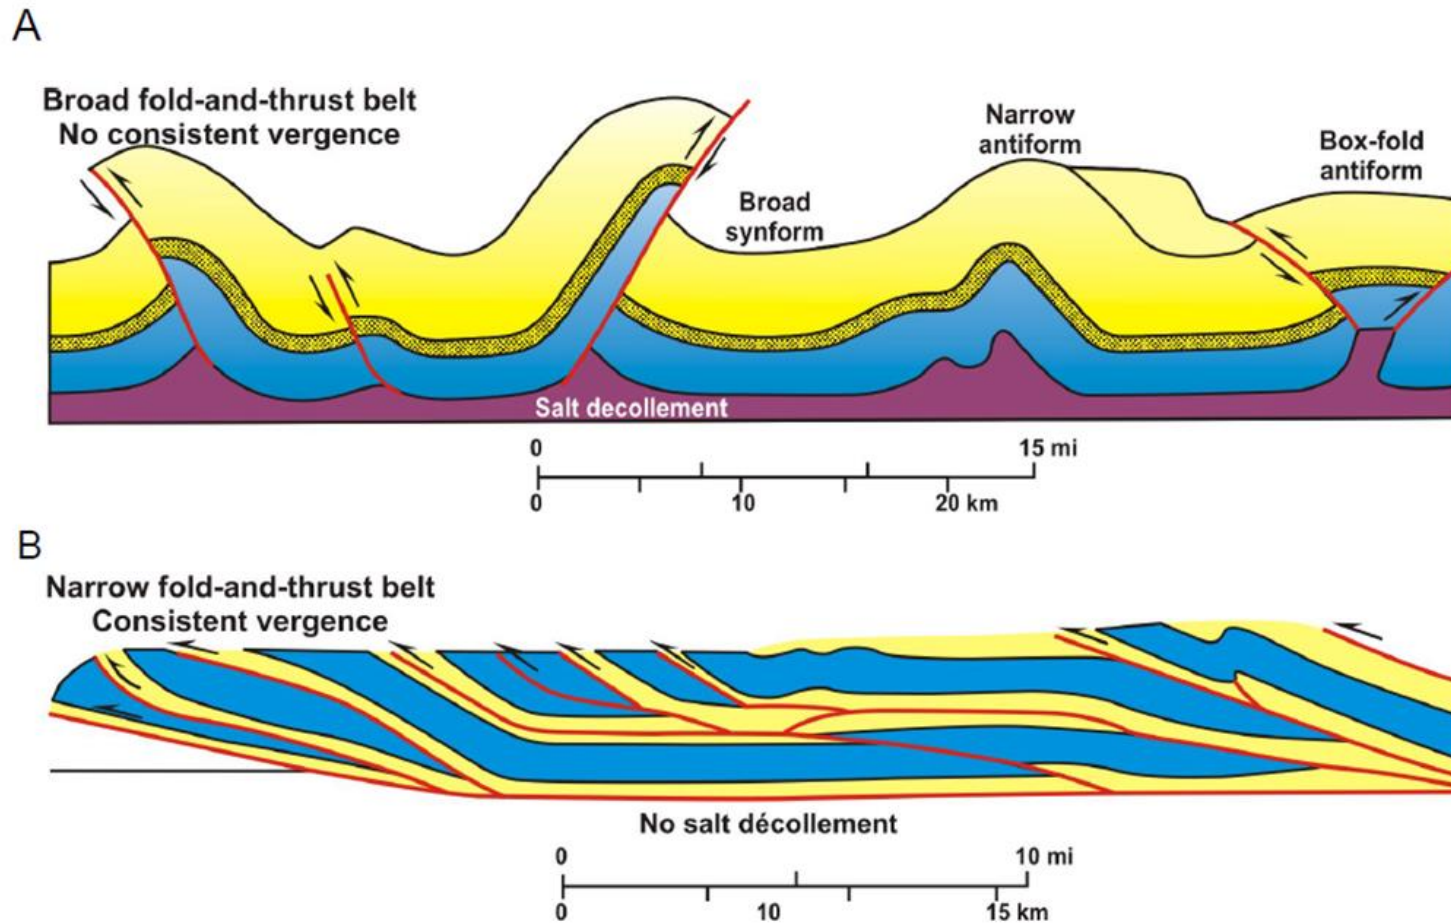 A
Broad fold-and-thrust belt
No consistent vergence
Narrow
antiform
Box-fold
antiform
Broad
synform
Salt decollement
0 15 mi
0 10 20 km
B
Narrow fold-and-thrust belt
Consistent vergence
No salt décollement
0 10 mi
0 10 15 km